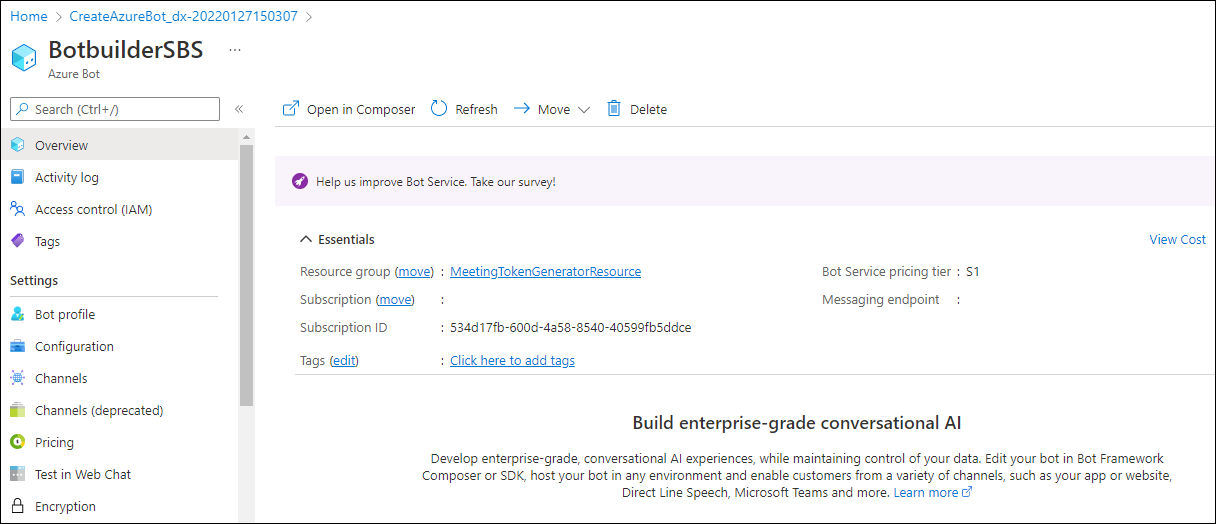 Home > CreateAzureBot_dx-20220127150307 >
BotbuilderSBS ...
Azure Bot
Search (Ctrl+/) «
Open in Composer Refresh Move Delete
Overview
Activity log
Access control (IAM)
Tags
Settings
Bot profile
Configuration
Channels
Channels (deprecated)
Pricing
Test in Web Chat
Encryption
Help us improve Bot Service. Take our survey!
Essentials View Cost
Resource group (move) : MeetingTokenGeneratorResource Bot Service pricing tier : S1
Subscription (move) : Messaging endpoint :
Subscription ID : 534d17fb-600d-4a58-8540-40599fb5ddce
Tags (edit) : Click here to add tags
Build enterprise-grade conversational AI
Develop enterprise-grade, conversational AI experiences, while maintaining control of your data. Edit your bot in Bot Framework
Composer or SDK, host your bot in any environment and enable customers from a variety of channels, such as your app or website,
Direct Line Speech, Microsoft Teams and more. Learn more